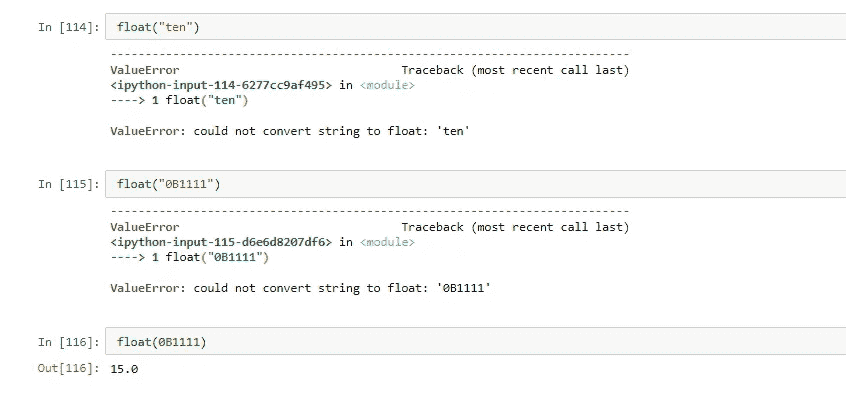 In [114]: float("ten")
---------------------------------------------------------------------------
ValueError Traceback (most recent call last)
<ipython-input-114-6277cc9af495> in <module>
----> 1 float("ten")
ValueError: could not convert string to float: 'ten'
In [115]: float("0B1111")
---------------------------------------------------------------------------
ValueError Traceback (most recent call last)
<ipython-input-115-d6e6d8207df6> in <module>
----> 1 float("0B1111")
ValueError: could not convert string to float: '0B1111'
In [116]: float(0B1111)
Out[116]: 15.0